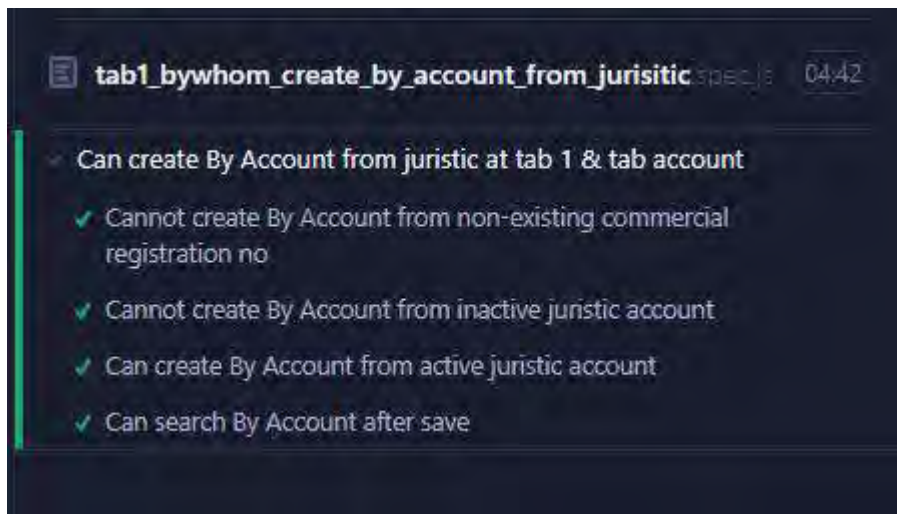 tab1_bywhom_create_by_account_from_jurisitic.spec.js 04:42
Can create By Account from juristic at tab 1 & tab account
Cannot create By Account from non-existing commercial
registration no
Cannot create By Account from inactive juristic account
Can create By Account from active juristic account
Can search By Account after save